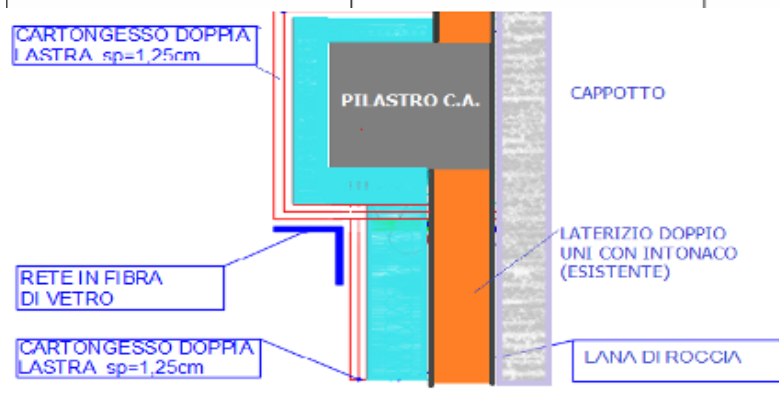 CARTONGESSO DOPPIA
LASTRA sp=1,25cm
PILASTRO C.A.
CAPPOTTO
LATERIZIO DOPPIO
UNI CON INTONACO
(ESISTENTE)
RETE IN FIBRA
DI VETRO
CARTONGESSO DOPPIA
LASTRA sp=1,25cm
LANA DI ROCCIA